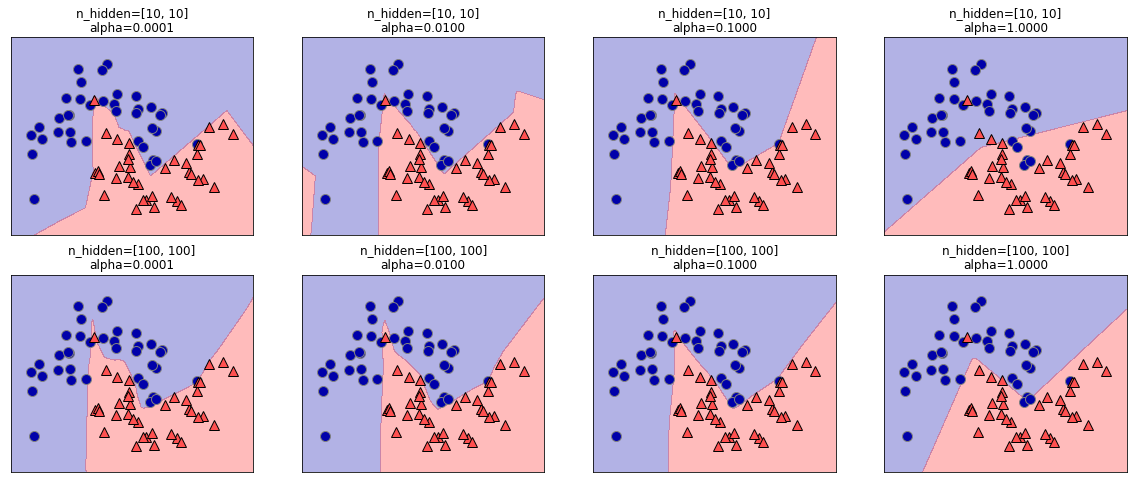 n_hidden=[10, 10]
alpha=0.0001
n_hidden=[10, 10]
alpha=0.0100
n_hidden=[10, 10]
alpha=0.1000
n_hidden=[10, 10]
alpha=1.0000
n_hidden=[100, 100]
alpha=0.0001
n_hidden=[100, 100]
alpha=0.0100
n_hidden=[100, 100]
alpha=0.1000
n_hidden=[100, 100]
alpha=1.0000